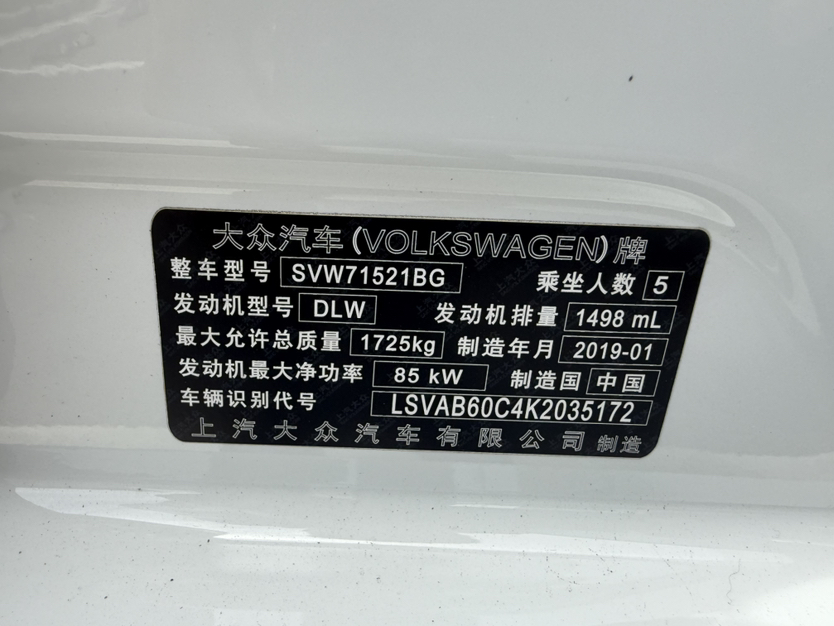 大众汽车(VOLKSWAGEN)牌
整车型号 SVW71521BG 乘坐人数 5
发动机型号 DLW 发动机排量 1498 mL
最大允许总质量 1725kg 制造年月 2019-01
发动机最大净功率 85 kW 制造国 中国
车辆识别代号 LSVAB60C4K2035172
上汽大众汽车有限公司 制造